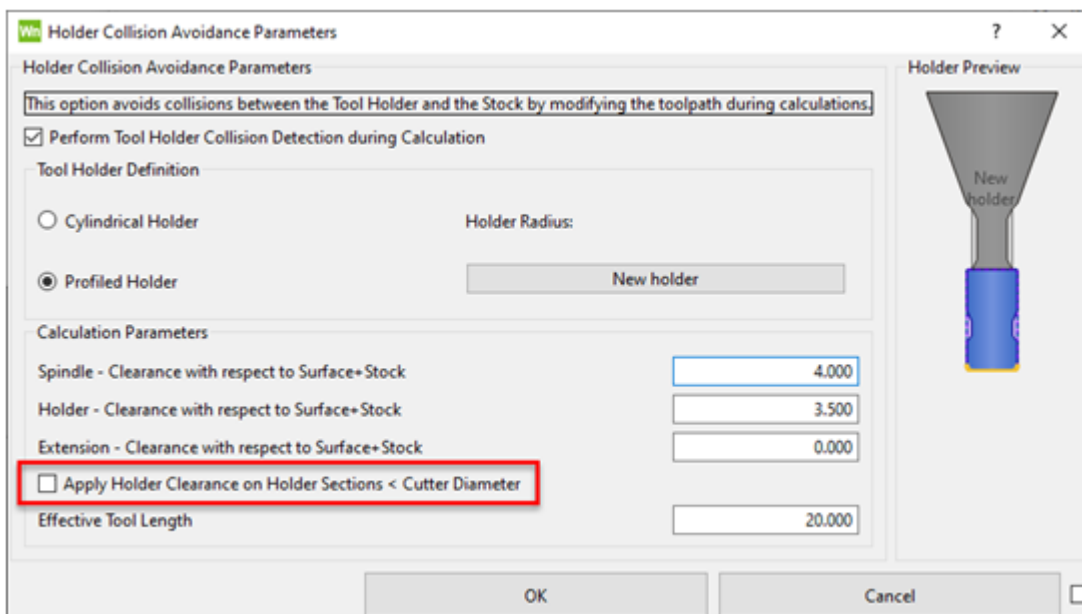 Wn Holder Collision Avoidance Parameters ? ×
Holder Collision Avoidance Parameters
Holder Preview
This option avoids collisions between the Tool Holder and the Stock by modifying the toolpath during calculations.
Perform Tool Holder Collision Detection during Calculation
Tool Holder Definition
Cylindrical Holder
Holder Radius:
Profiled Holder
New holder
New
holder
Calculation Parameters
Spindle - Clearance with respect to Surface+Stock 4.000
Holder - Clearance with respect to Surface+Stock 3.500
Extension - Clearance with respect to Surface+Stock 0.000
Apply Holder Clearance on Holder Sections < Cutter Diameter
Effective Tool Length 20.000
OK
Cancel